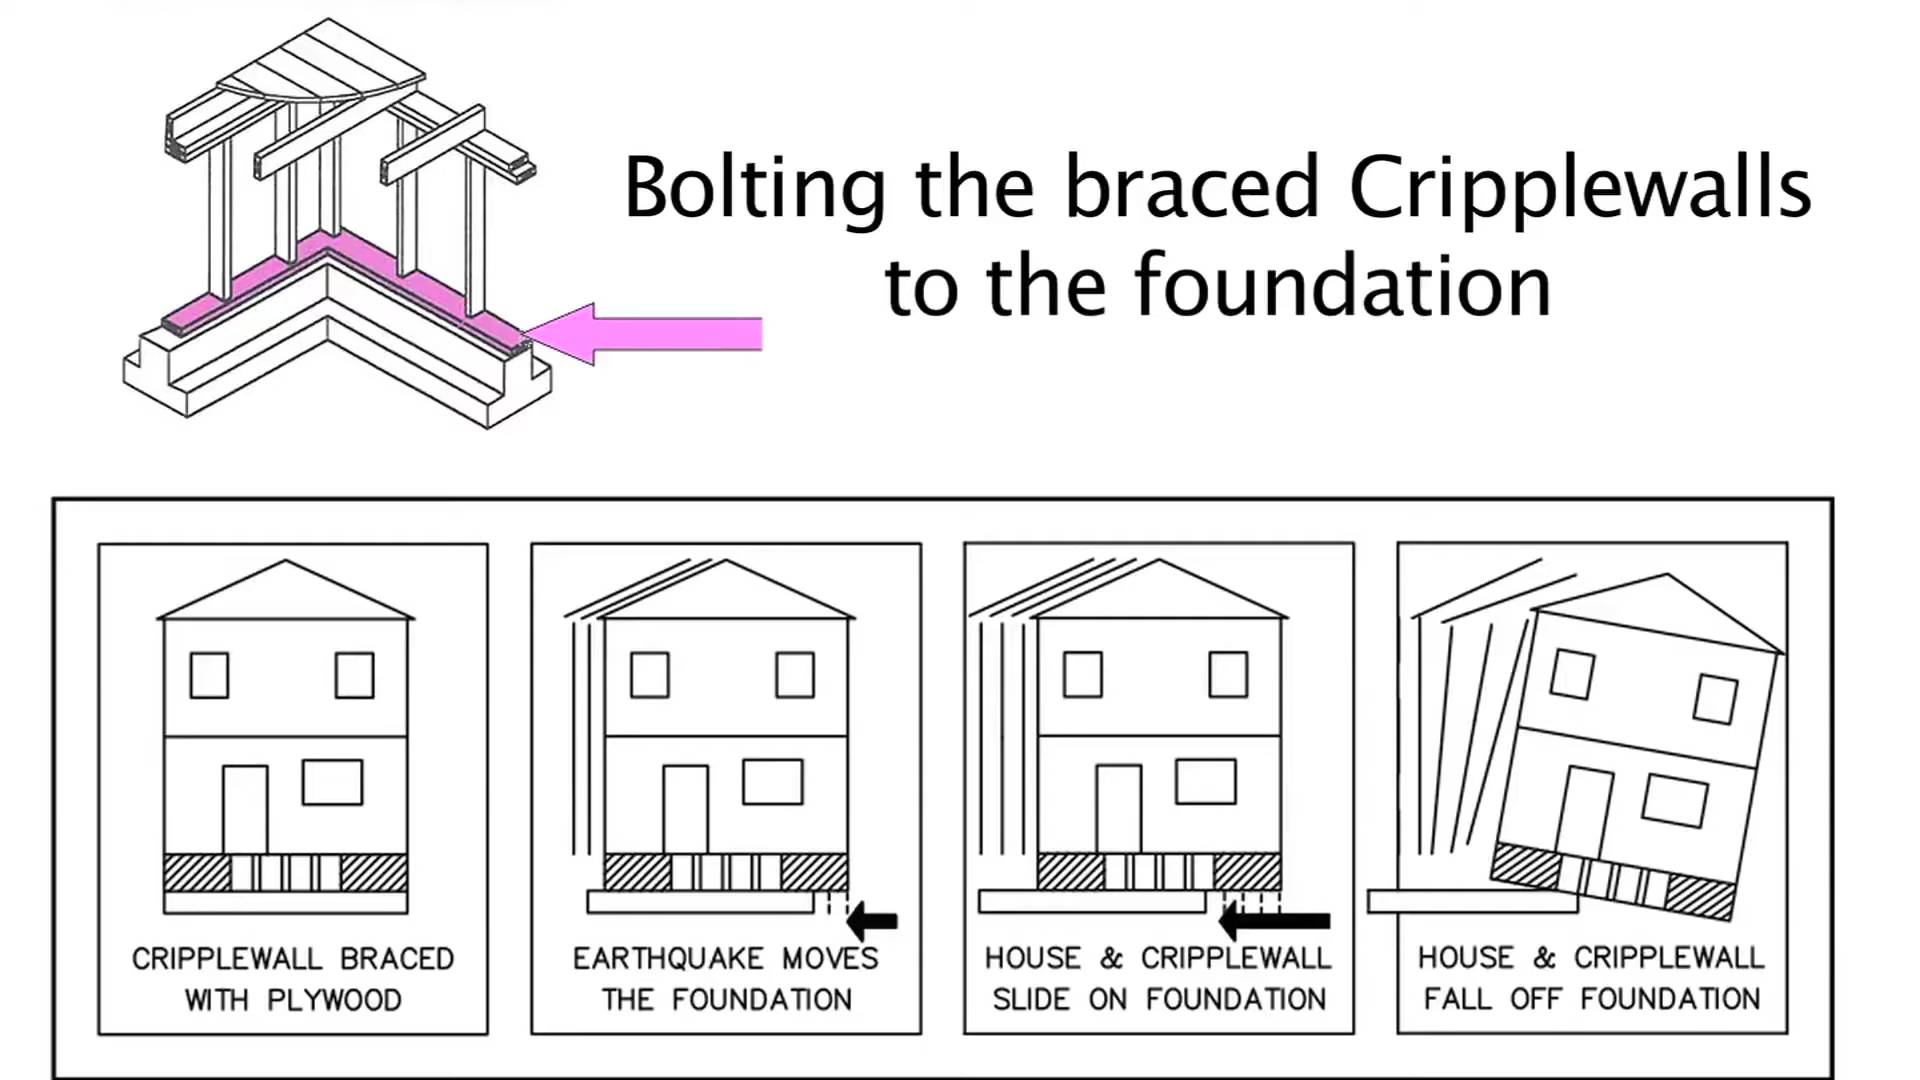 Bolting the braced Cripplewalls
to the foundation
CRIPPLEWALL BRACED
WITH PLYWOOD
EARTHQUAKE MOVES
THE FOUNDATION
HOUSE & CRIPPLEWALL
SLIDE ON FOUNDATION
HOUSE & CRIPPLEWALL
FALL OFF FOUNDATION